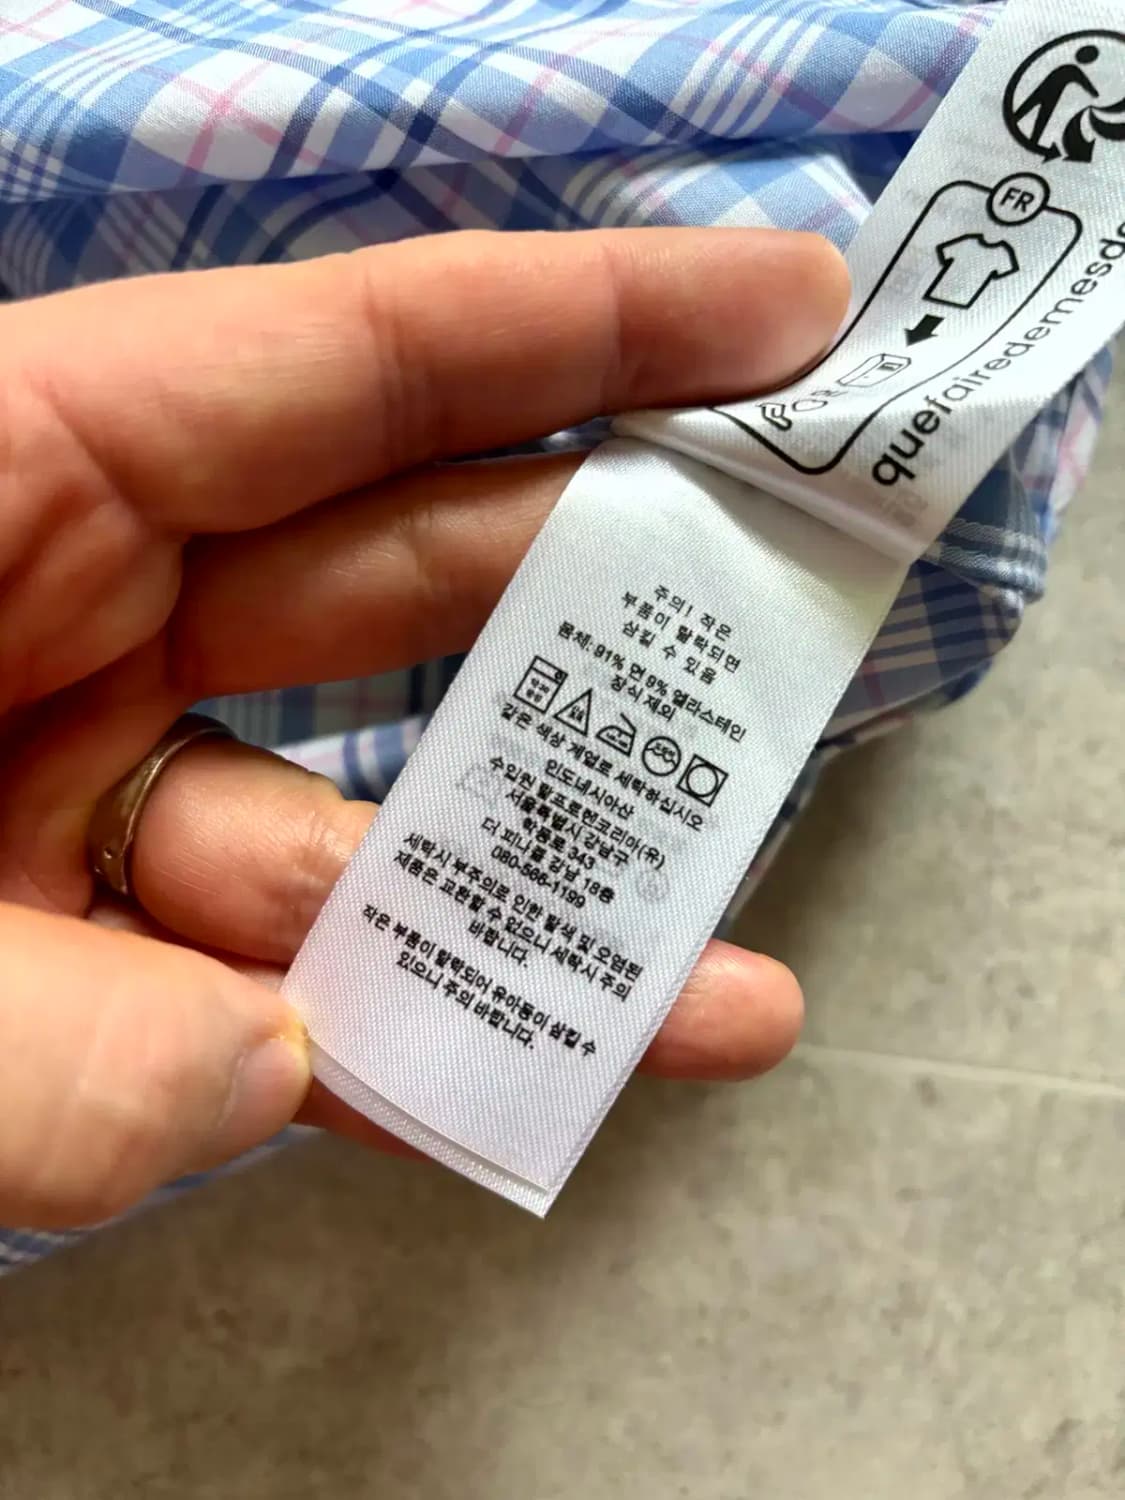 FR
quefairedemesd
주의! 작은
부품이 탈락되면
삼킬 수 있음
몸체: 91% 면 9% 엘라스테인
장식 제외
같은 색상 계열로 세탁하십시오
인도네시아산
수입원 랄프로렌코리아(유)
서울특별시 강남구
학동로 343
더 피나클 강남 18층
080-566-1199
세탁시 부주의로 인한 탈색 및 오염된
제품은 교환할 수 없으니 세탁시 주의
바랍니다.
작은 부품이 탈락되어 유아동이 삼킬 수
있으니 주의 바랍니다.